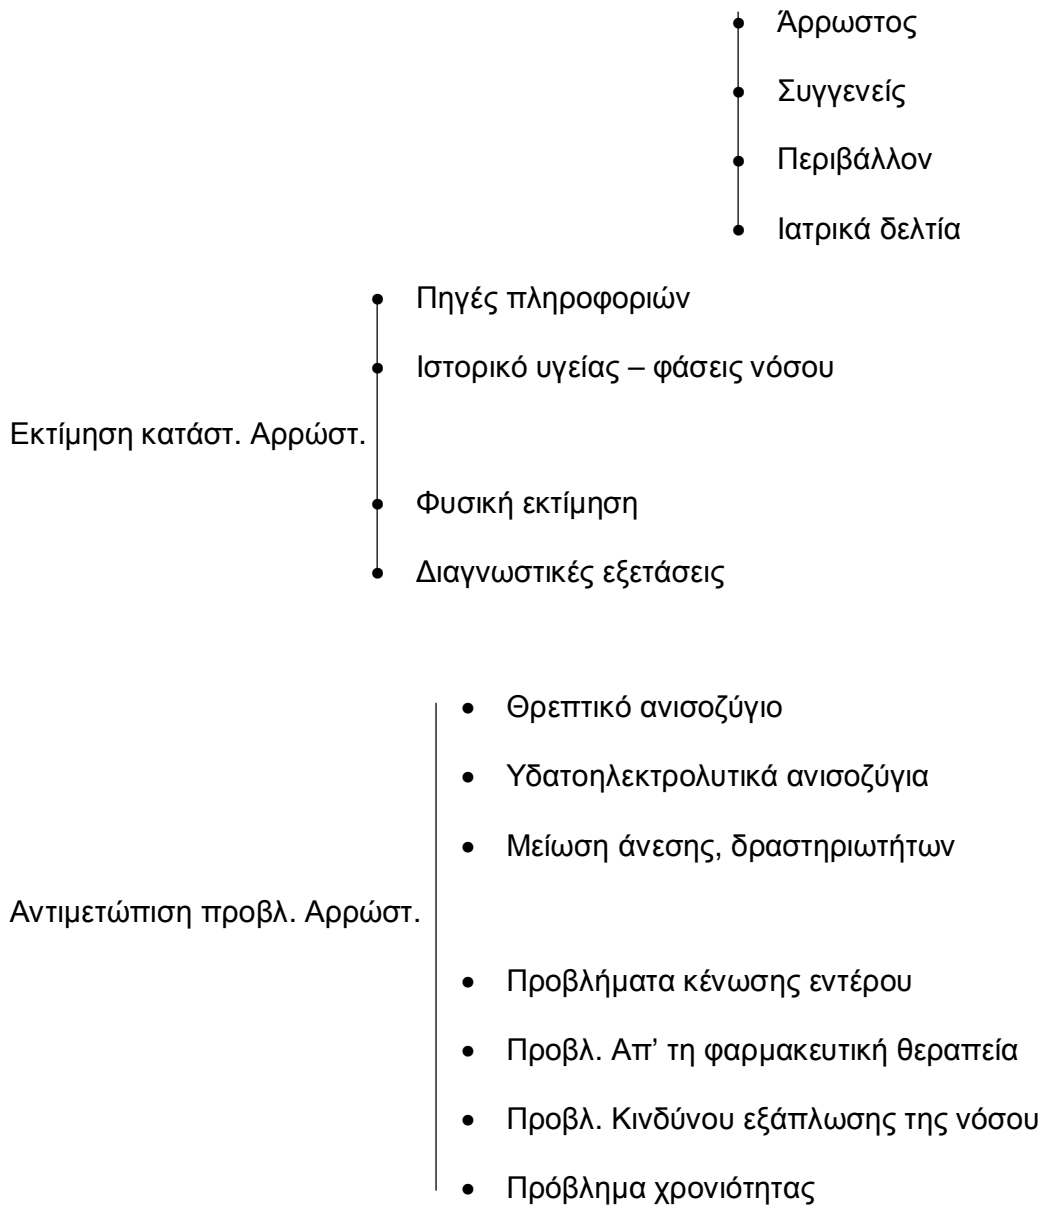 • Άρρωστος
• Συγγενείς
• Περιβάλλον
• Ιατρικά δελτία
• Πηγές πληροφοριών
• Ιστορικό υγείας – φάσεις νόσου
Εκτίμηση κατάστ. Αρρώστ.
• Φυσική εκτίμηση
• Διαγνωστικές εξετάσεις
• Θρεπτικό ανισοζύγιο
• Υδατοηλεκτρολυτικά ανισοζύγια
• Μείωση άνεσης, δραστηριωτήτων
Αντιμετώπιση προβλ. Αρρώστ.
• Προβλήματα κένωσης εντέρου
• Προβλ. Απ’ τη φαρμακευτική θεραπεία
• Προβλ. Κινδύνου εξάπλωσης της νόσου
• Πρόβλημα χρονιότητας